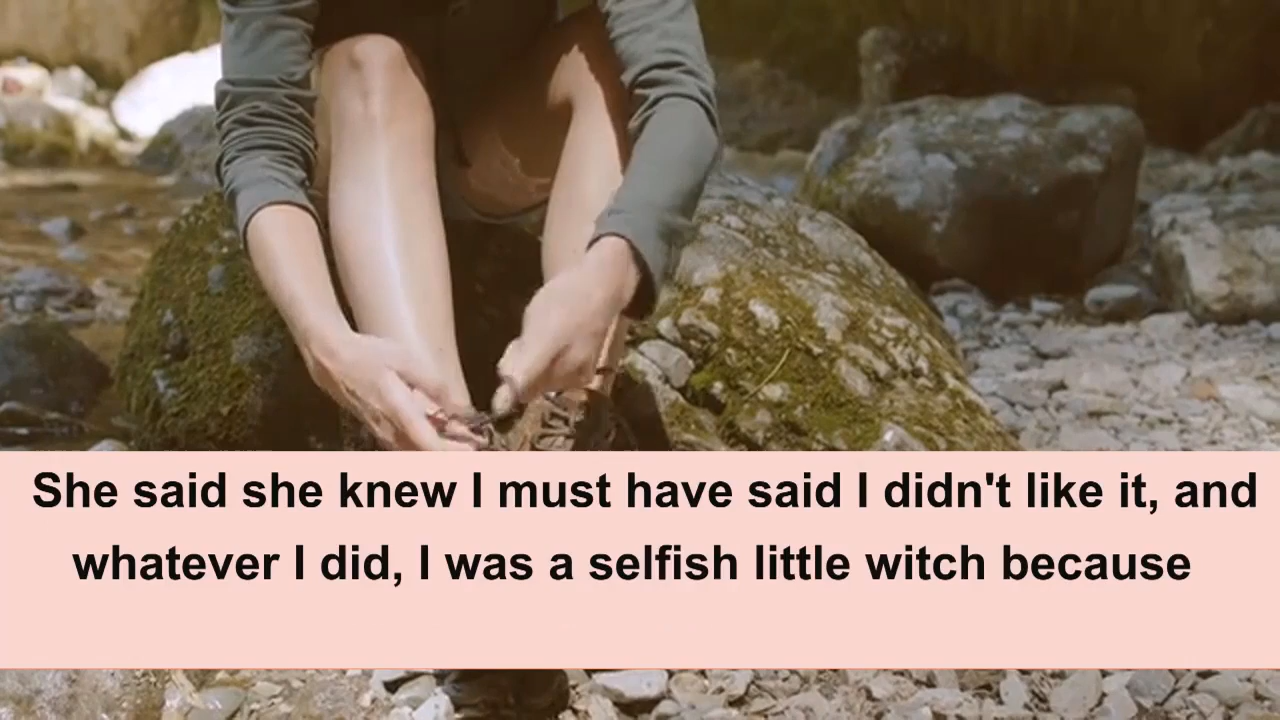 She said she knew I must have said I didn't like it, and
whatever I did, I was a selfish little witch because